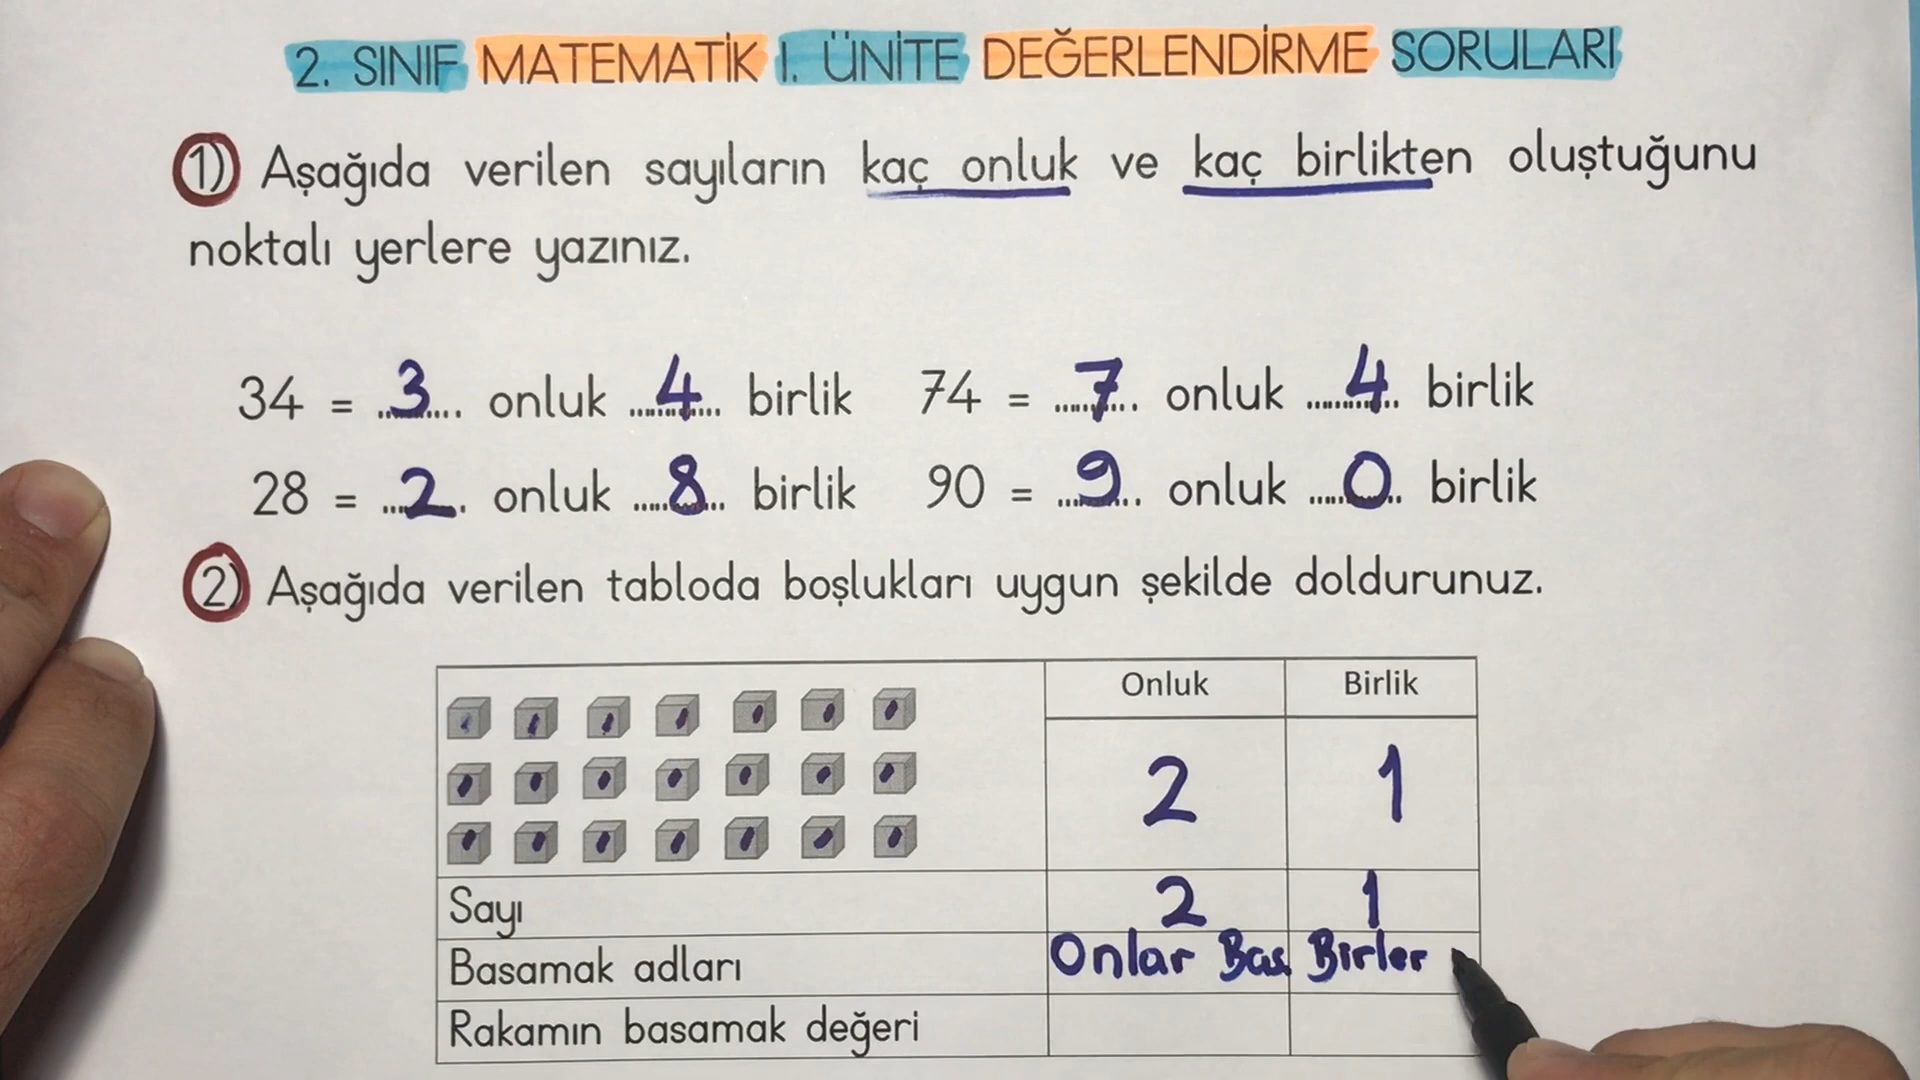 2. SINIF MATEMATİK I. ÜNİTE DEĞERLENDİRME SORULARI
1) Aşağıda verilen sayıların kaç onluk ve kaç birlikten oluştuğunu
noktalı yerlere yazınız.
34 = ...3... onluk ...4... birlik 74 = ...7... onluk ...4... birlik
28 = ...2... onluk ...8... birlik 90 = ...9... onluk ...0... birlik
2) Aşağıda verilen tabloda boşlukları uygun şekilde doldurunuz.
Onluk Birlik
2 1
Sayı 2 1
Basamak adları Onlar Bas. Birler
Rakamın basamak değeri